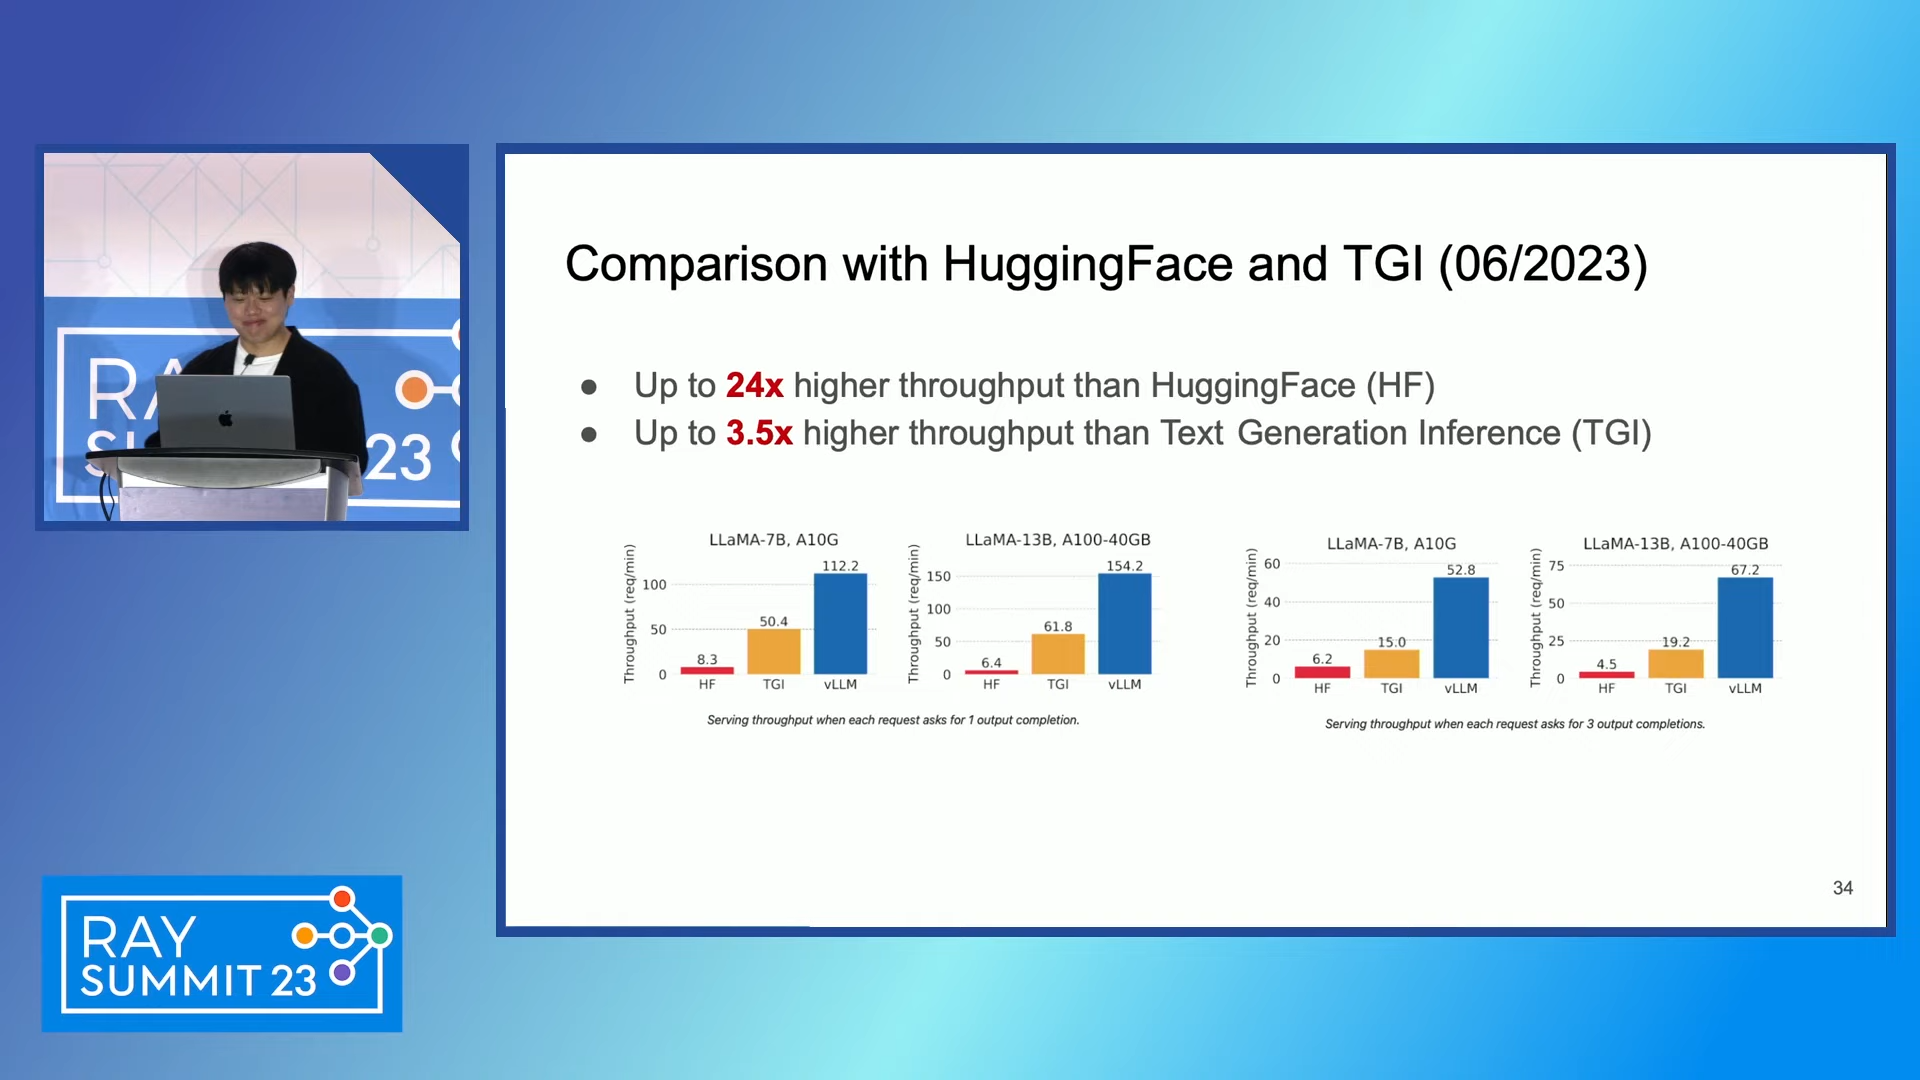 RA
SU
23
RAY
SUMMIT 23
Comparison with HuggingFace and TGI (06/2023)
● Up to 24x higher throughput than HuggingFace (HF)
● Up to 3.5x higher throughput than Text Generation Inference (TGI)
LLaMA-7B, A10G
Throughput (req/min)
100
50
0
8.3
50.4
112.2
HF TGI vLLM
LLaMA-13B, A100-40GB
Throughput (req/min)
150
100
50
0
6.4
61.8
154.2
HF TGI vLLM
Serving throughput when each request asks for 1 output completion.
LLaMA-7B, A10G
Throughput (req/min)
60
40
20
0
6.2
15.0
52.8
HF TGI vLLM
LLaMA-13B, A100-40GB
Throughput (req/min)
75
50
25
0
4.5
19.2
67.2
HF TGI vLLM
Serving throughput when each request asks for 3 output completions.
34